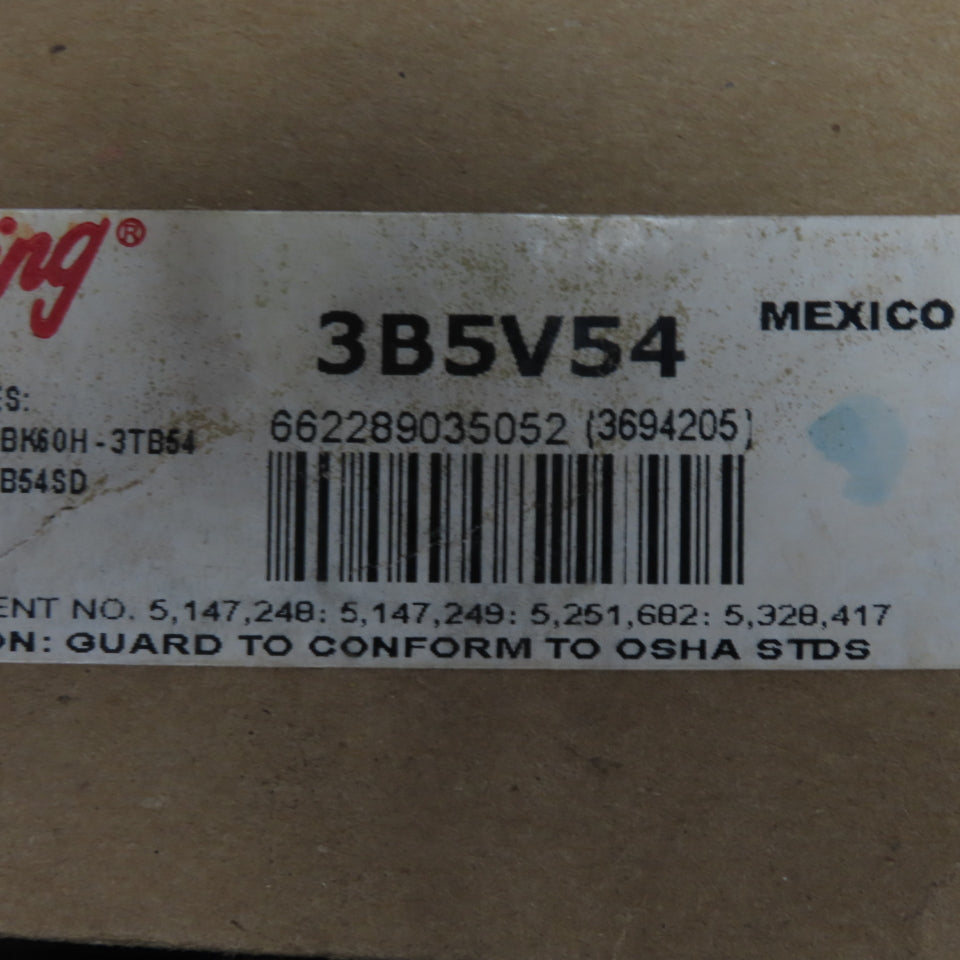 ing®
3B5V54
MEXICO
ES:
662289035052 (3694205)
BK60H - 3TB54
B54SD
ENT NO. 5,147,248: 5,147,249: 5,251,682: 5,328,417
ON: GUARD TO CONFORM TO OSHA STDS